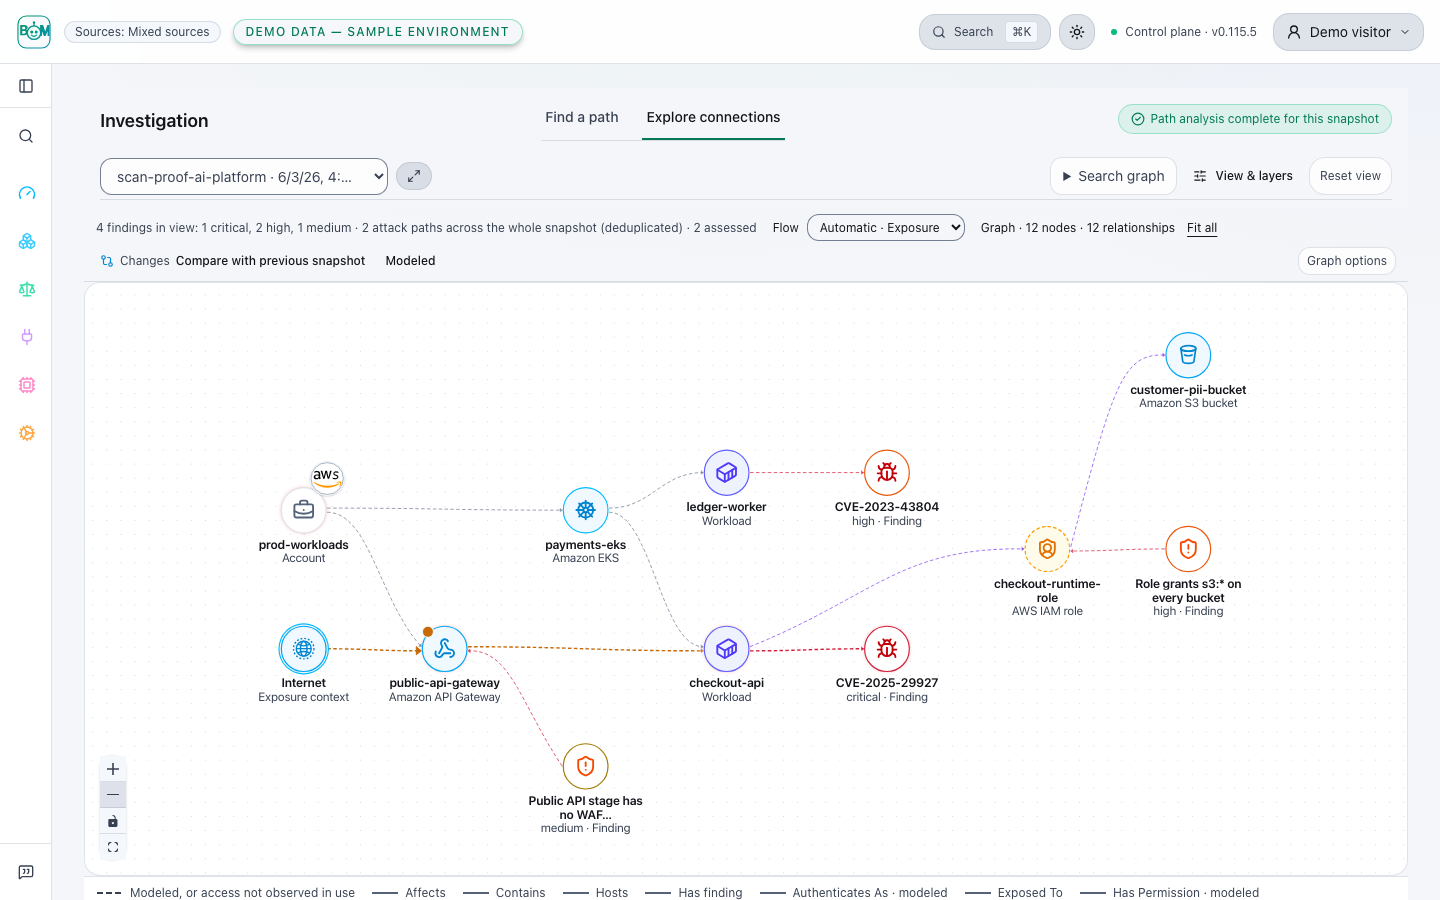 BOM
Sources: Mixed sources
DEMO DATA — SAMPLE ENVIRONMENT
Search ⌘K
Control plane · v0.115.5
Demo visitor
Investigation
Find a path
Explore connections
Path analysis complete for this snapshot
scan-proof-ai-platform · 6/3/26, 4:...
Search graph
View & layers
Reset view
4 findings in view: 1 critical, 2 high, 1 medium · 2 attack paths across the whole snapshot (deduplicated) · 2 assessed
Flow
Automatic · Exposure
Graph · 12 nodes · 12 relationships
Fit all
Changes
Compare with previous snapshot
Modeled
Graph options
customer-pii-bucket
Amazon S3 bucket
aws
prod-workloads
Account
payments-eks
Amazon EKS
ledger-worker
Workload
CVE-2023-43804
high · Finding
checkout-runtime-
role
AWS IAM role
Role grants s3:* on
every bucket
high · Finding
Internet
Exposure context
public-api-gateway
Amazon API Gateway
checkout-api
Workload
CVE-2025-29927
critical · Finding
Public API stage has
no WAF...
medium · Finding
Modeled, or access not observed in use
Affects
Contains
Hosts
Has finding
Authenticates As · modeled
Exposed To
Has Permission · modeled